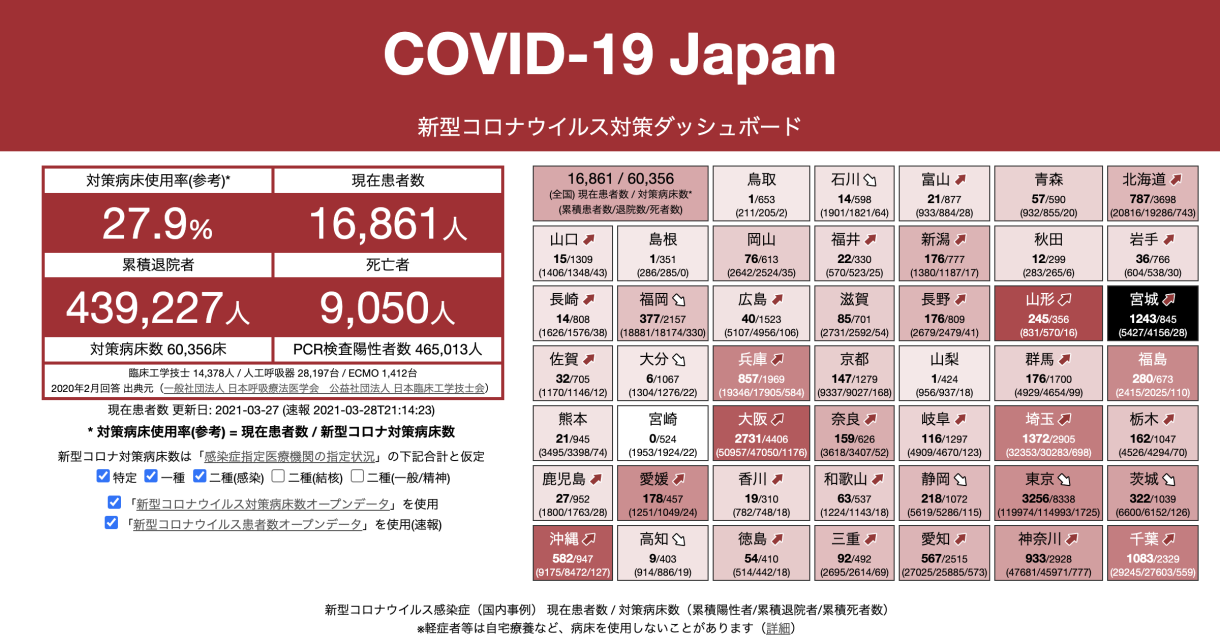 COVID-19 Japan
新型コロナウイルス対策ダッシュボード
対策病床使用率(参考)*
現在患者数
27.9%
16,861人
累積退院者
死亡者
439,227人
9,050人
対策病床数 60,356床
PCR検査陽性者数 465,013人
臨床工学技士 14,378人 / 人工呼吸器 28,197台 / ECMO 1,412台
2020年2月回答 出典元（一般社団法人 日本呼吸療法医学会　公益社団法人 日本臨床工学技士会）
現在患者数 更新日: 2021-03-27 (速報 2021-03-28T21:14:23)
* 対策病床使用率(参考) = 現在患者数 / 新型コロナ対策病床数
新型コロナ対策病床数は「感染症指定医療機関の指定状況」の下記合計と仮定
特定 一種 二種(感染) 二種(結核) 二種(一般/精神)
「新型コロナウイルス対策病床数オープンデータ」を使用
「新型コロナウイルス患者数オープンデータ」を使用(速報)
16,861 / 60,356
(全国) 現在患者数 / 対策病床数*
(累積患者数/退院数/死者数)
鳥取
1/653
(211/205/2)
石川
14/598
(1901/1821/64)
富山
21/877
(933/884/28)
青森
57/590
(932/855/20)
北海道
787/3698
(20816/19286/743)
山口
15/1309
(1406/1348/43)
島根
1/351
(286/285/0)
岡山
76/613
(2642/2524/35)
福井
22/330
(570/523/25)
新潟
176/777
(1380/1187/17)
秋田
12/299
(283/265/6)
岩手
36/766
(604/538/30)
長崎
14/808
(1626/1576/38)
福岡
377/2157
(18881/18174/330)
広島
40/1523
(5107/4956/106)
滋賀
85/701
(2731/2592/54)
長野
176/809
(2679/2479/41)
山形
245/356
(831/570/16)
宮城
1243/845
(5427/4156/28)
佐賀
32/705
(1170/1146/12)
大分
6/1067
(1304/1276/22)
兵庫
857/1969
(19346/17905/584)
京都
147/1279
(9337/9027/168)
山梨
1/424
(956/937/18)
群馬
176/1700
(4929/4654/99)
福島
280/673
(2415/2025/110)
熊本
21/945
(3495/3398/74)
宮崎
0/524
(1953/1924/22)
大阪
2731/4406
(50957/47050/1176)
奈良
159/626
(3618/3407/52)
岐阜
116/1297
(4909/4670/123)
埼玉
1372/2905
(32353/30283/698)
栃木
162/1047
(4526/4294/70)
鹿児島
27/952
(1800/1763/28)
愛媛
178/457
(1251/1049/24)
香川
19/310
(782/748/18)
和歌山
63/537
(1224/1143/18)
静岡
218/1072
(5619/5286/115)
東京
3256/8338
(119974/114993/1725)
茨城
322/1039
(6600/6152/126)
沖縄
582/947
(9175/8472/127)
高知
9/403
(914/886/19)
徳島
54/410
(514/442/18)
三重
92/492
(2695/2614/69)
愛知
567/2515
(27025/25885/573)
神奈川
933/2928
(47681/45971/777)
千葉
1083/2329
(29245/27603/559)
新型コロナウイルス感染症（国内事例） 現在患者数 / 対策病床数（累積陽性者/累積退院者/累積死者数）
※軽症者等は自宅療養など、病床を使用しないことがあります（詳細）